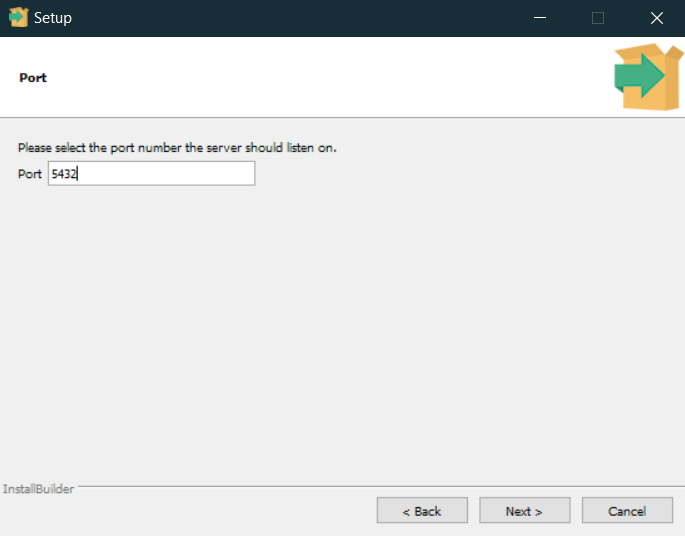 Setup
Port
Please select the port number the server should listen on.
Port 5432
InstallBuilder
< Back Next > Cancel